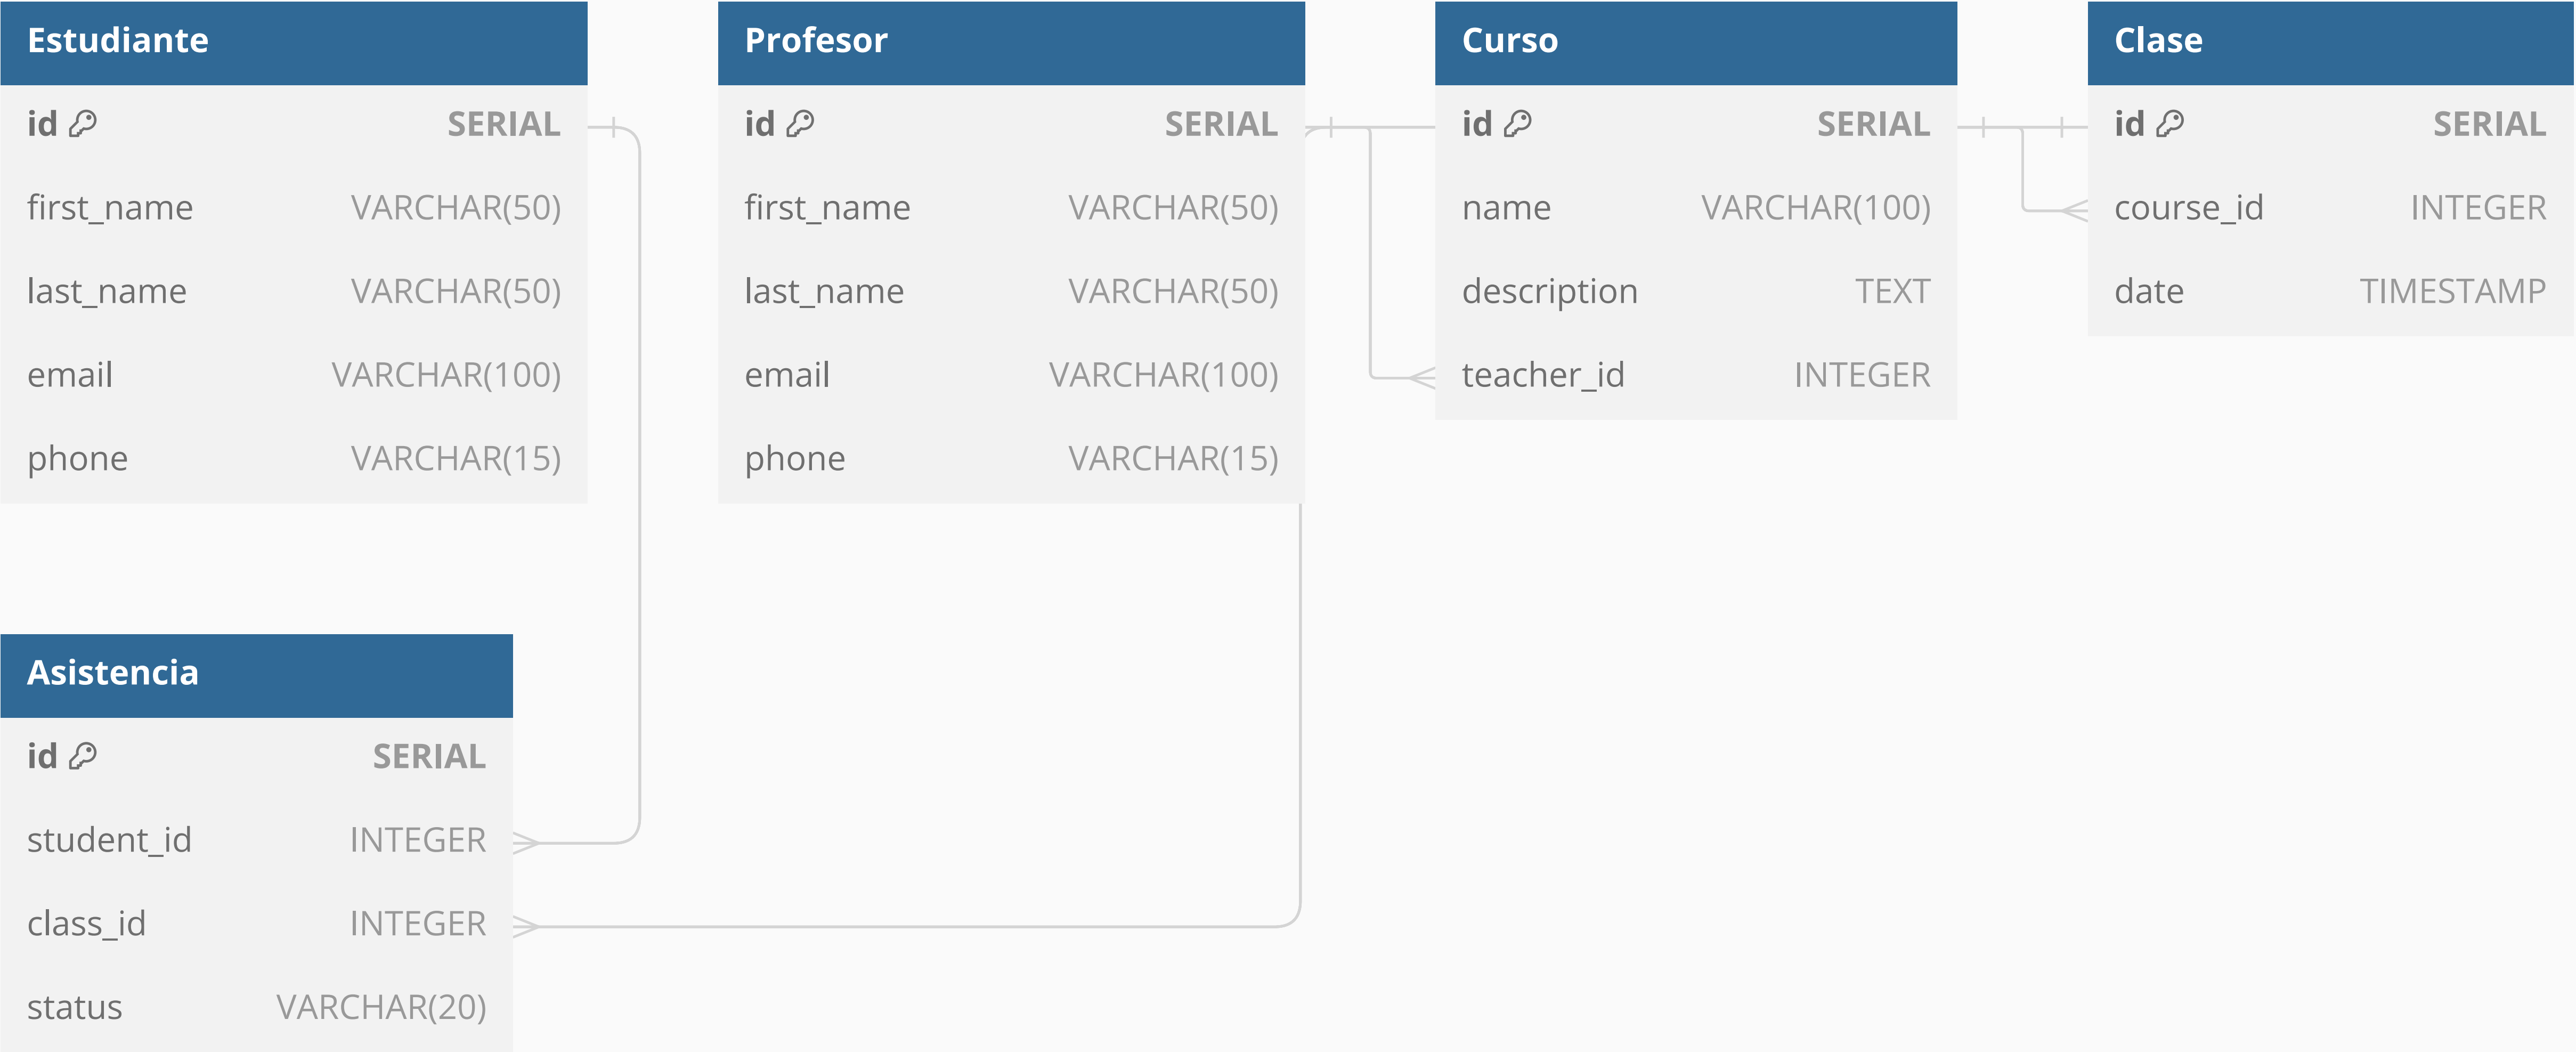 Estudiante
id SERIAL
first_name VARCHAR(50)
last_name VARCHAR(50)
email VARCHAR(100)
phone VARCHAR(15)
Profesor
id SERIAL
first_name VARCHAR(50)
last_name VARCHAR(50)
email VARCHAR(100)
phone VARCHAR(15)
Curso
id SERIAL
name VARCHAR(100)
description TEXT
teacher_id INTEGER
Clase
id SERIAL
course_id INTEGER
date TIMESTAMP
Asistencia
id SERIAL
student_id INTEGER
class_id INTEGER
status VARCHAR(20)